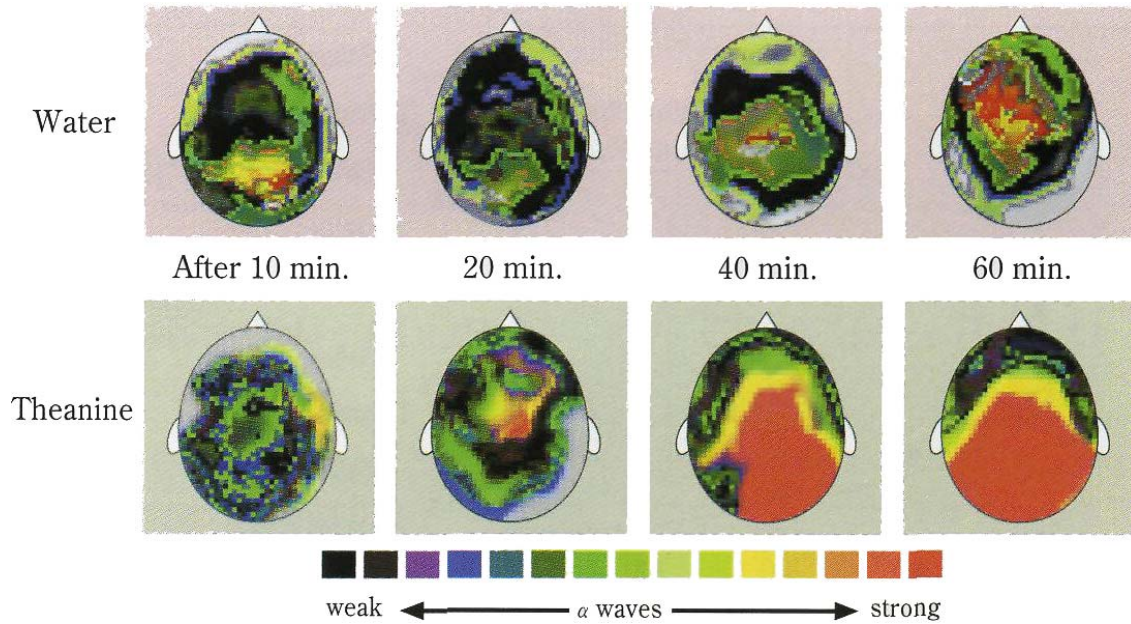 Water
After 10 min. 20 min. 40 min. 60 min.
Theanine
weak α waves strong